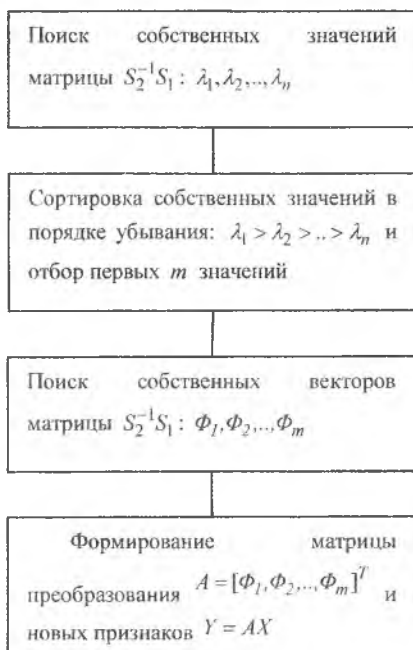 Поиск собственных значений
матрицы S₂⁻¹S₁ : λ₁,λ₂,..,λₙ
Сортировка собственных значений в
порядке убывания: λ₁ > λ₂ > .. > λₙ и
отбор первых m значений
Поиск собственных векторов
матрицы S₂⁻¹S₁ : Φ₁,Φ₂,..,Φₘ
Формирование матрицы
преобразования A = [Φ₁,Φ₂,..,Φₘ]ᵀ и
новых признаков Y = AX